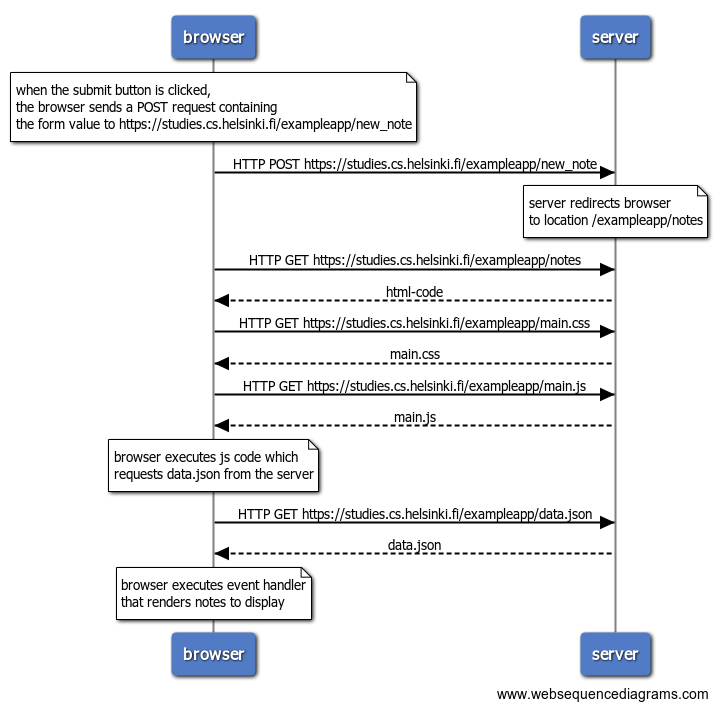 browser
server
when the submit button is clicked,
the browser sends a POST request containing
the form value to https://studies.cs.helsinki.fi/exampleapp/new_note
HTTP POST https://studies.cs.helsinki.fi/exampleapp/new_note
server redirects browser
to location /exampleapp/notes
HTTP GET https://studies.cs.helsinki.fi/exampleapp/notes
html-code
HTTP GET https://studies.cs.helsinki.fi/exampleapp/main.css
main.css
HTTP GET https://studies.cs.helsinki.fi/exampleapp/main.js
main.js
browser executes js code which
requests data.json from the server
HTTP GET https://studies.cs.helsinki.fi/exampleapp/data.json
data.json
browser executes event handler
that renders notes to display
browser
server
www.websequencediagrams.com